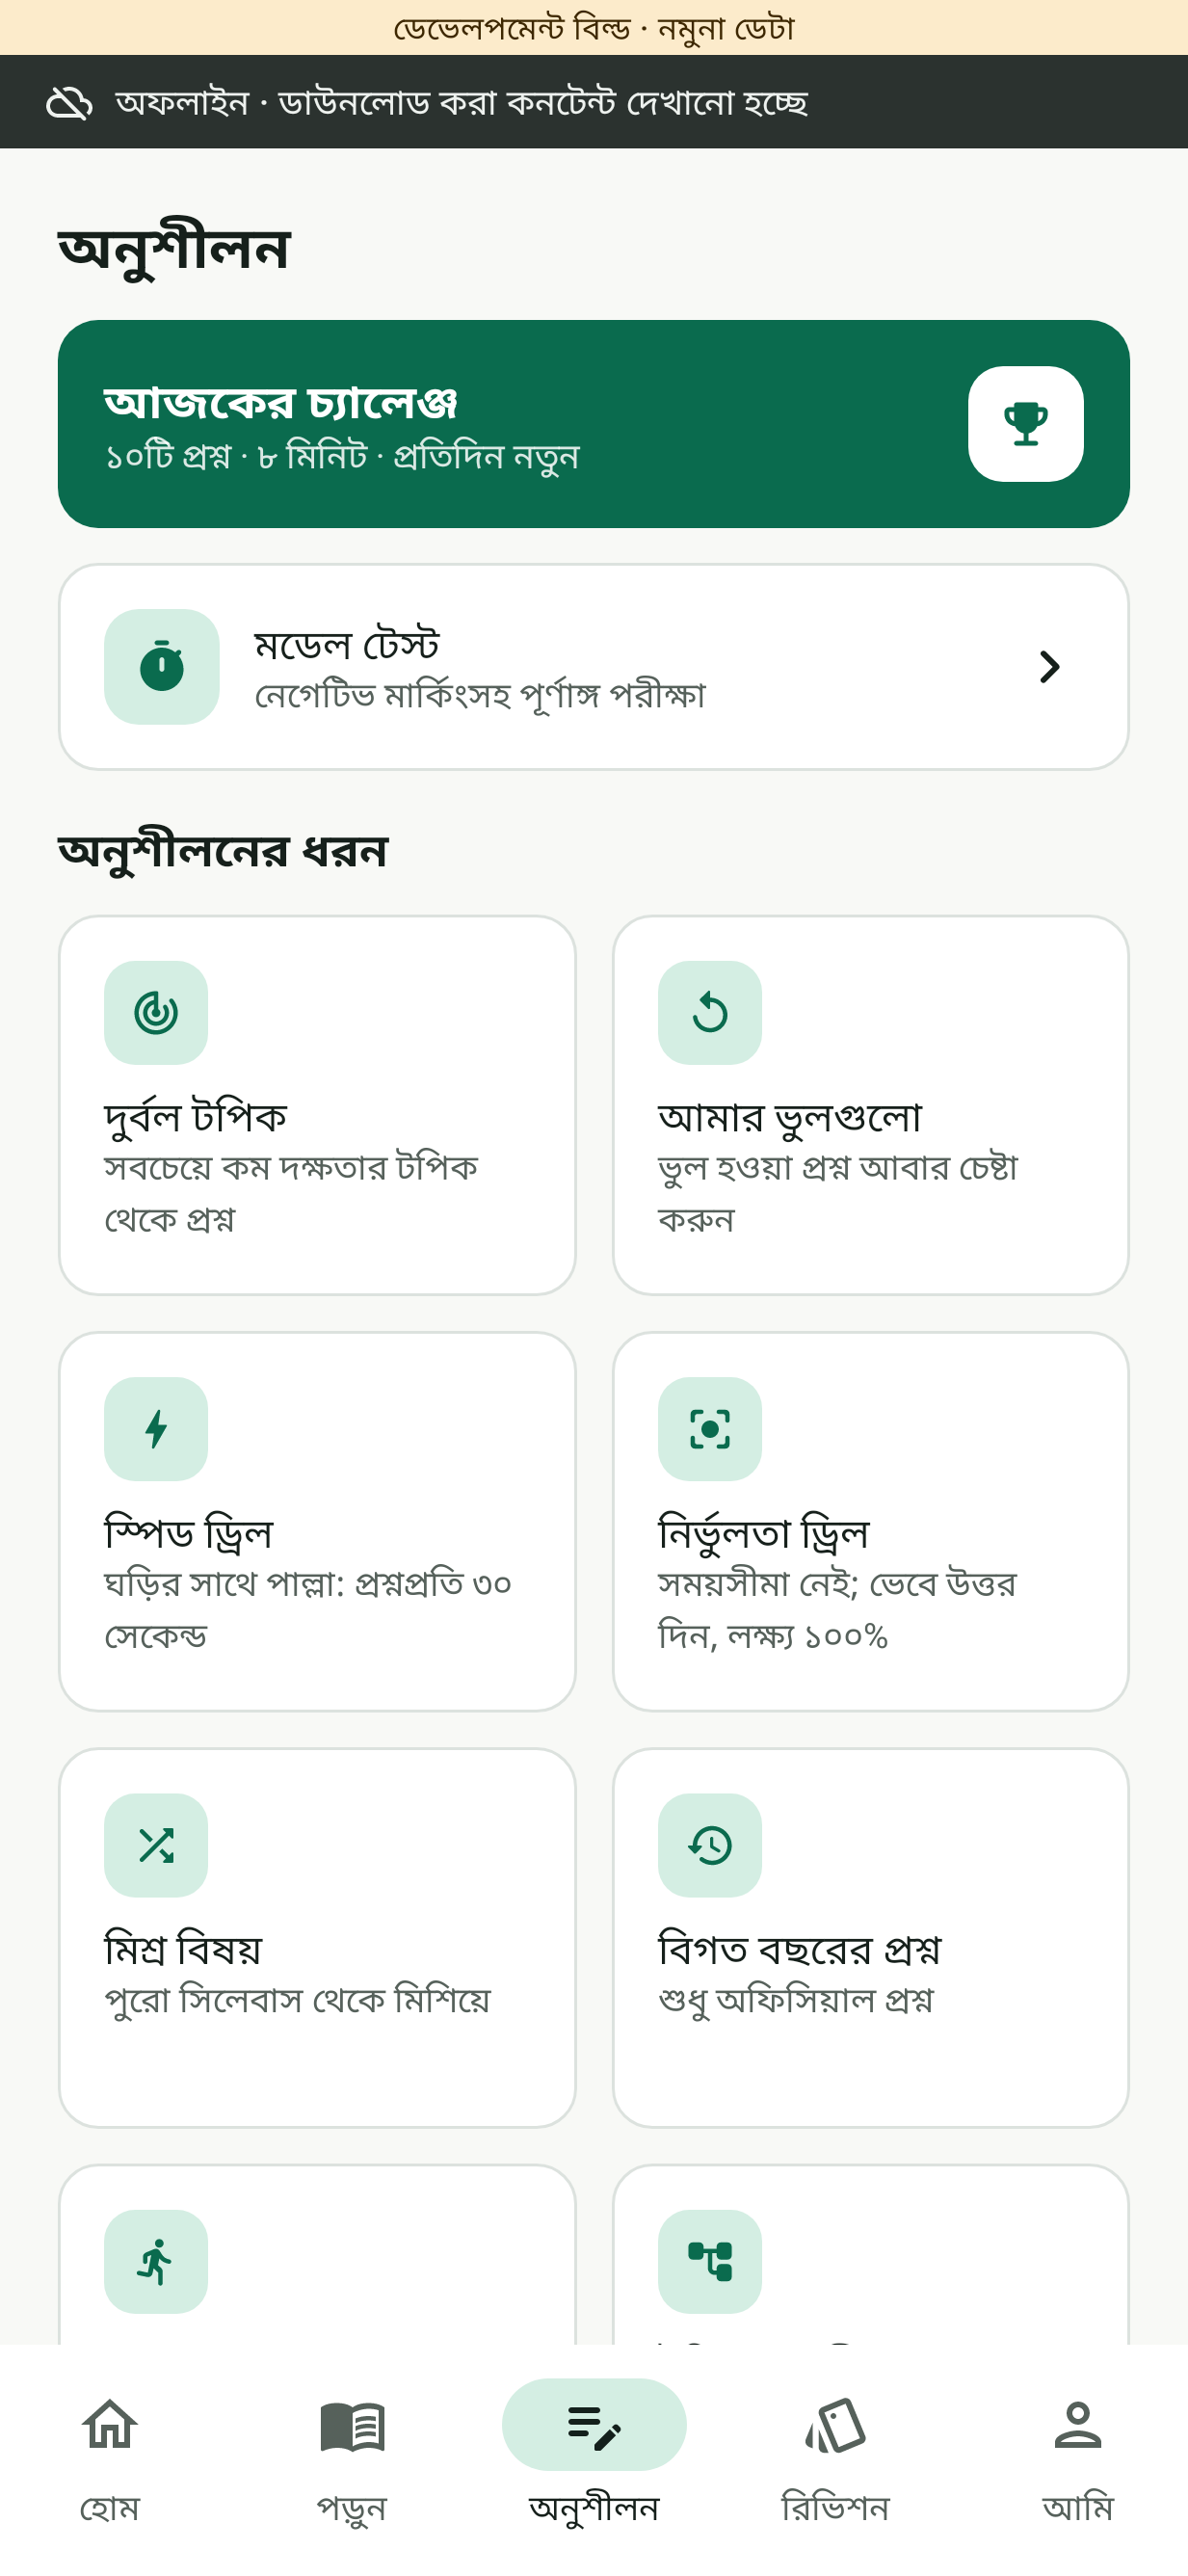 ডেভেলপমেন্ট বিল্ড · নমুনা ডেটা
অফলাইন · ডাউনলোড করা কনটেন্ট দেখানো হচ্ছে
অনুশীলন
আজকের চ্যালেঞ্জ
১০টি প্রশ্ন · ৮ মিনিট · প্রতিদিন নতুন
মডেল টেস্ট
নেগেটিভ মার্কিংসহ পূর্ণাঙ্গ পরীক্ষা
অনুশীলনের ধরন
দুর্বল টপিক
সবচেয়ে কম দক্ষতার টপিক
থেকে প্রশ্ন
আমার ভুলগুলো
ভুল হওয়া প্রশ্ন আবার চেষ্টা
করুন
স্পিড ড্রিল
ঘড়ির সাথে পাল্লা: প্রশ্নপ্রতি ৩০
সেকেন্ড
নির্ভুলতা ড্রিল
সময়সীমা নেই; ভেবে উত্তর
দিন, লক্ষ্য ১০০%
মিশ্র বিষয়
পুরো সিলেবাস থেকে মিশিয়ে
বিগত বছরের প্রশ্ন
শুধু অফিসিয়াল প্রশ্ন
হোম
পড়ুন
অনুশীলন
রিভিশন
আমি